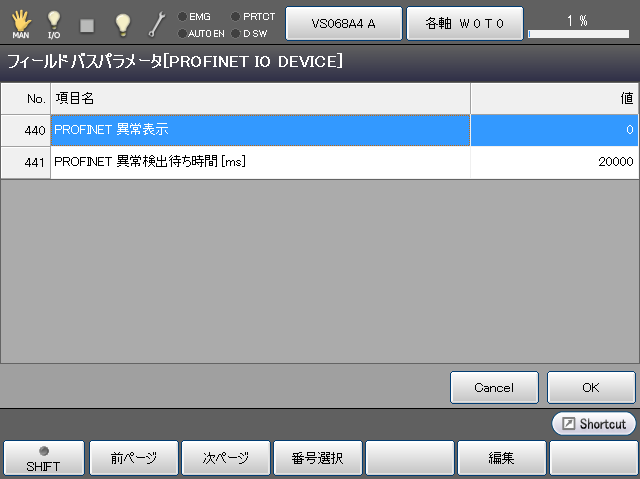 MAN I/O EMG PRTCT AUTO EN D SW VS068A4 A 各軸 W 0 T 0 1 %
フィールドバスパラメータ[PROFINET IO DEVICE]
No. 項目名 値
440 PROFINET 異常表示 0
441 PROFINET 異常検出待ち時間 [ms] 20000
Cancel OK
Shortcut
SHIFT 前ページ 次ページ 番号選択 編集